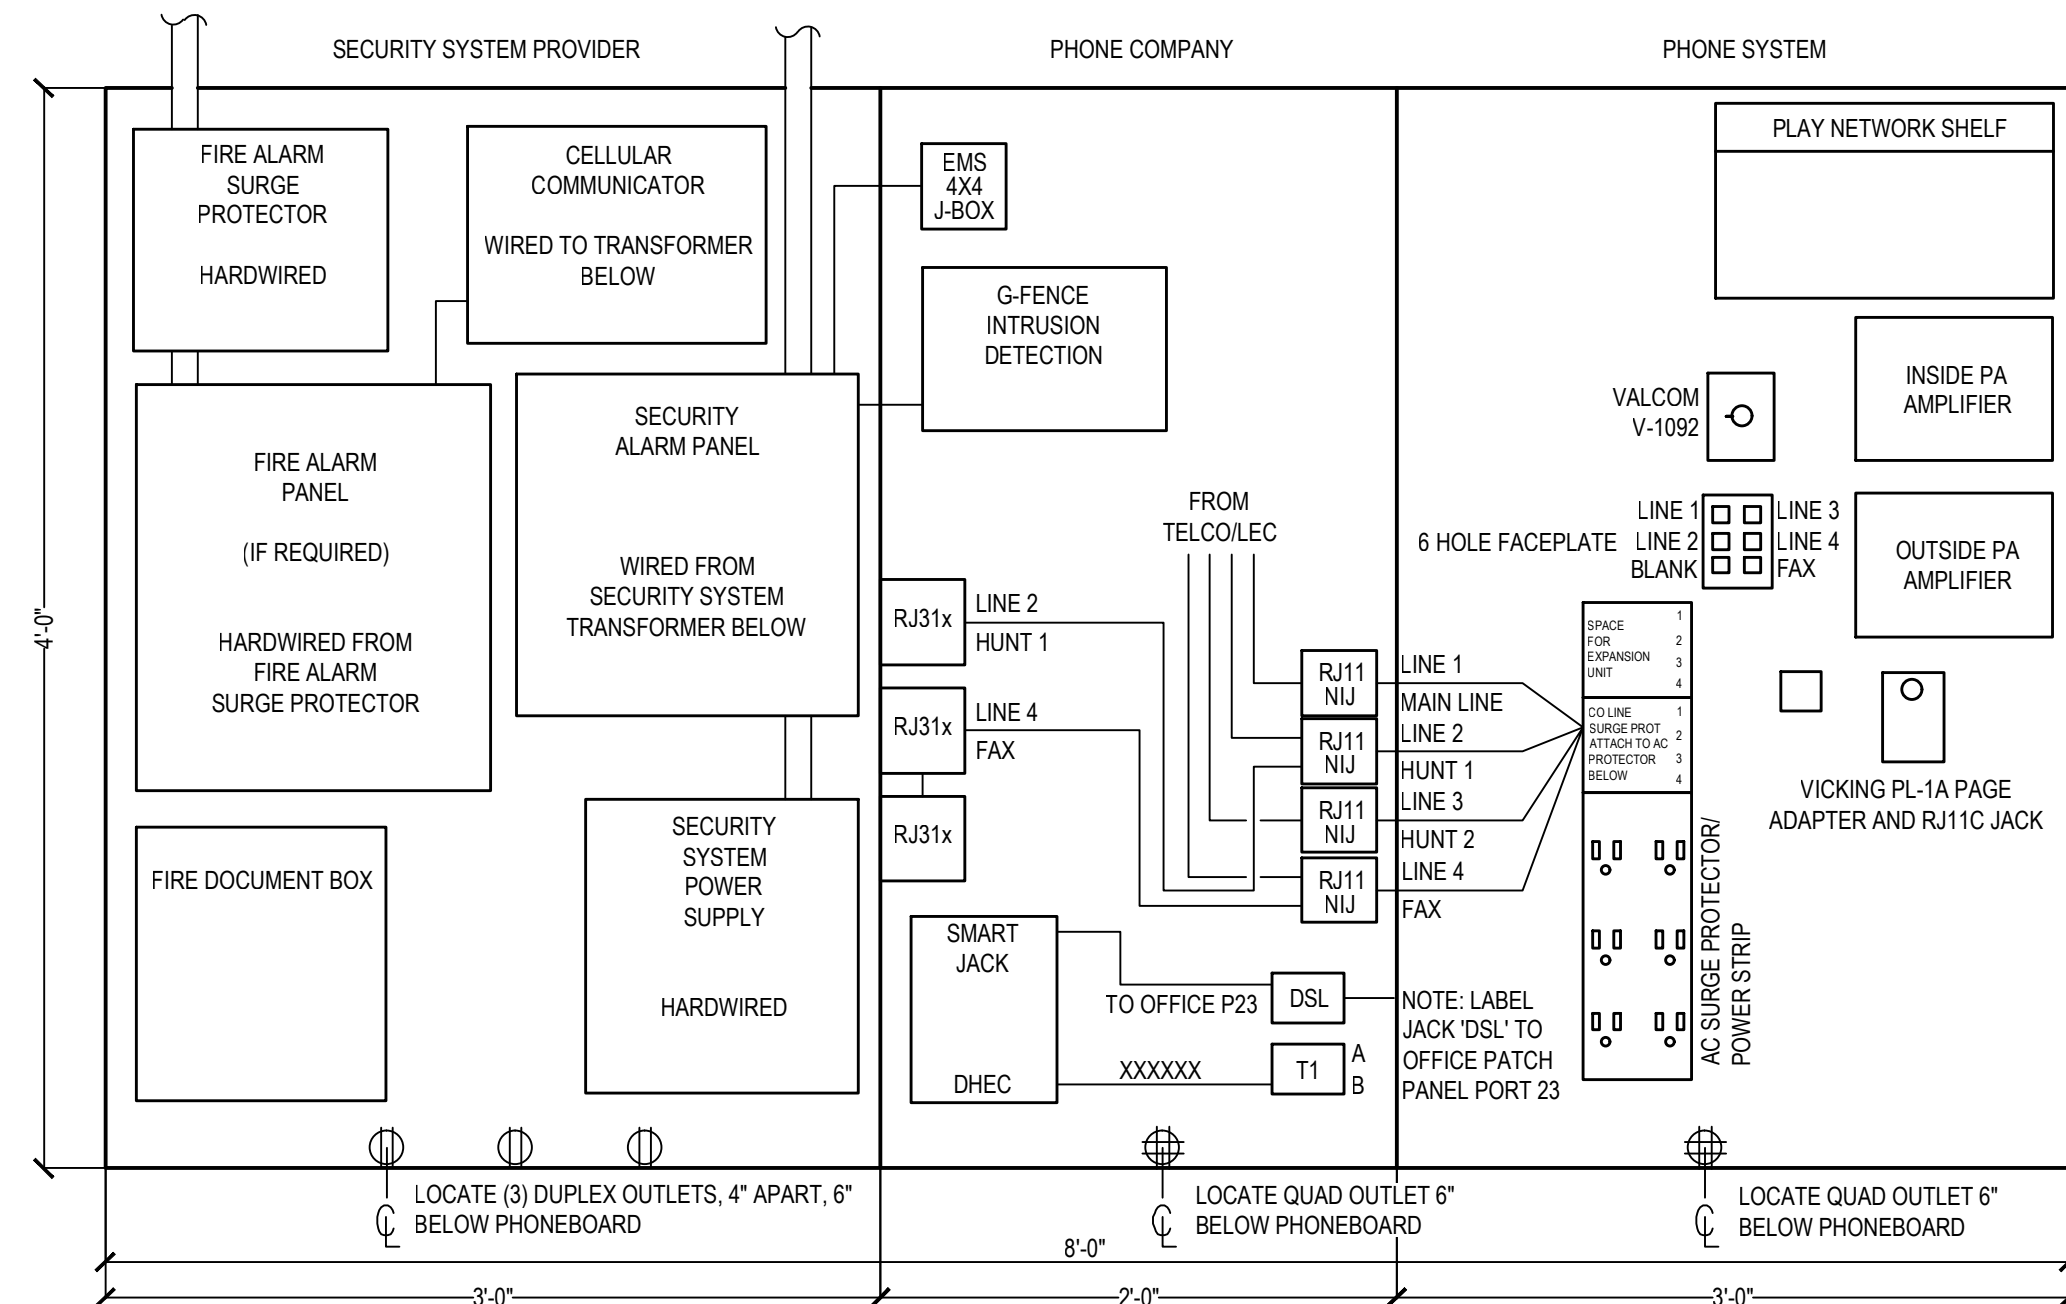 SECURITY SYSTEM PROVIDER
PHONE COMPANY
PHONE SYSTEM
FIRE ALARM
SURGE
PROTECTOR
HARDWIRED
CELLULAR
COMMUNICATOR
WIRED TO TRANSFORMER
BELOW
FIRE ALARM
PANEL
(IF REQUIRED)
HARDWIRED FROM
FIRE ALARM
SURGE PROTECTOR
SECURITY
ALARM PANEL
WIRED FROM
SECURITY SYSTEM
TRANSFORMER BELOW
FIRE DOCUMENT BOX
SECURITY
SYSTEM
POWER
SUPPLY
HARDWIRED
4'-0"
EMS
4X4
J-BOX
G-FENCE
INTRUSION
DETECTION
FROM
TELCO/LEC
RJ31x
LINE 2
HUNT 1
RJ31x
LINE 4
FAX
RJ31x
RJ11
NIJ
LINE 1
MAIN LINE
RJ11
NIJ
LINE 2
HUNT 1
RJ11
NIJ
LINE 3
HUNT 2
RJ11
NIJ
LINE 4
FAX
SMART
JACK
DHEC
TO OFFICE P23
DSL
XXXXXX
T1
A
B
NOTE: LABEL
JACK 'DSL' TO
OFFICE PATCH
PANEL PORT 23
PLAY NETWORK SHELF
INSIDE PA
AMPLIFIER
VALCOM
V-1092
6 HOLE FACEPLATE
LINE 1
LINE 2
BLANK
LINE 3
LINE 4
FAX
OUTSIDE PA
AMPLIFIER
SPACE
FOR
EXPANSION
UNIT
1
2
3
4
CO LINE
SURGE PROT
ATTACH TO AC
PROTECTOR
BELOW
1
2
3
4
VICKING PL-1A PAGE
ADAPTER AND RJ11C JACK
AC SURGE PROTECTOR/
POWER STRIP
LOCATE (3) DUPLEX OUTLETS, 4" APART, 6"
BELOW PHONEBOARD
LOCATE QUAD OUTLET 6"
BELOW PHONEBOARD
LOCATE QUAD OUTLET 6"
BELOW PHONEBOARD
8'-0"
3'-0"
2'-0"
3'-0"